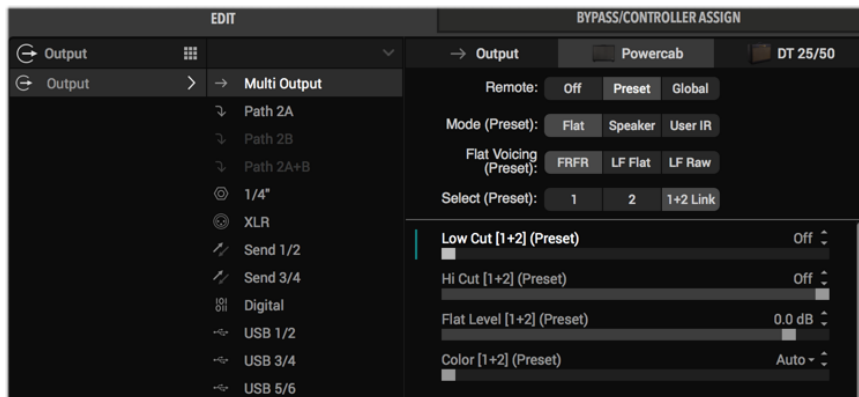 EDIT
BYPASS/CONTROLLER ASSIGN
Output
Output
Multi Output
Path 2A
Path 2B
Path 2A+B
1/4"
XLR
Send 1/2
Send 3/4
Digital
USB 1/2
USB 3/4
USB 5/6
→ Output Powercab DT 25/50
Remote: Off Preset Global
Mode (Preset): Flat Speaker User IR
Flat Voicing
(Preset): FRFR LF Flat LF Raw
Select (Preset): 1 2 1+2 Link
Low Cut [1+2] (Preset) Off
Hi Cut [1+2] (Preset) Off
Flat Level [1+2] (Preset) 0.0 dB
Color [1+2] (Preset) Auto